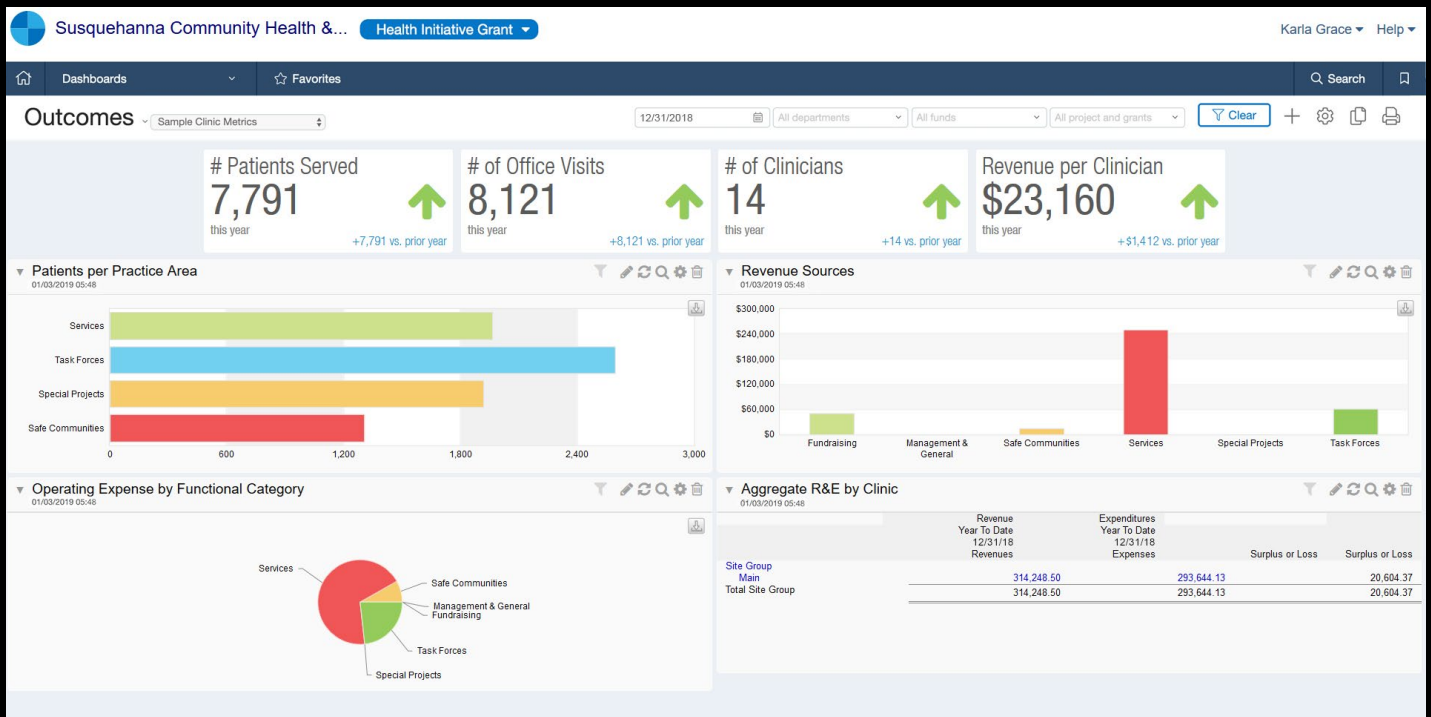 Susquehanna Community Health &...
Health Initiative Grant
Karla Grace
Help
Dashboards
Favorites
Search
Outcomes
Sample Clinic Metrics
12/31/2018
All departments
All funds
All project and grants
Clear
# Patients Served
7,791
this year
+7,791 vs. prior year
# of Office Visits
8,121
this year
+8,121 vs. prior year
# of Clinicians
14
this year
+14 vs. prior year
Revenue per Clinician
$23,160
this year
+$1,412 vs. prior year
Patients per Practice Area
01/03/2019 05:48
Services
Task Forces
Special Projects
Safe Communities
0 600 1,200 1,800 2,400 3,000
Revenue Sources
01/03/2019 05:48
$300,000
$240,000
$180,000
$120,000
$60,000
$0
Fundraising
Management &
General
Safe Communities
Services
Special Projects
Task Forces
Operating Expense by Functional Category
01/03/2019 05:48
Services
Safe Communities
Management & General
Fundraising
Task Forces
Special Projects
Aggregate R&E by Clinic
01/03/2019 05:48
Revenue
Year To Date
12/31/18
Revenues
Expenditures
Year To Date
12/31/18
Expenses
Surplus or Loss
Surplus or Loss
Site Group
Main 314,248.50 293,644.13 20,604.37
Total Site Group 314,248.50 293,644.13 20,604.37